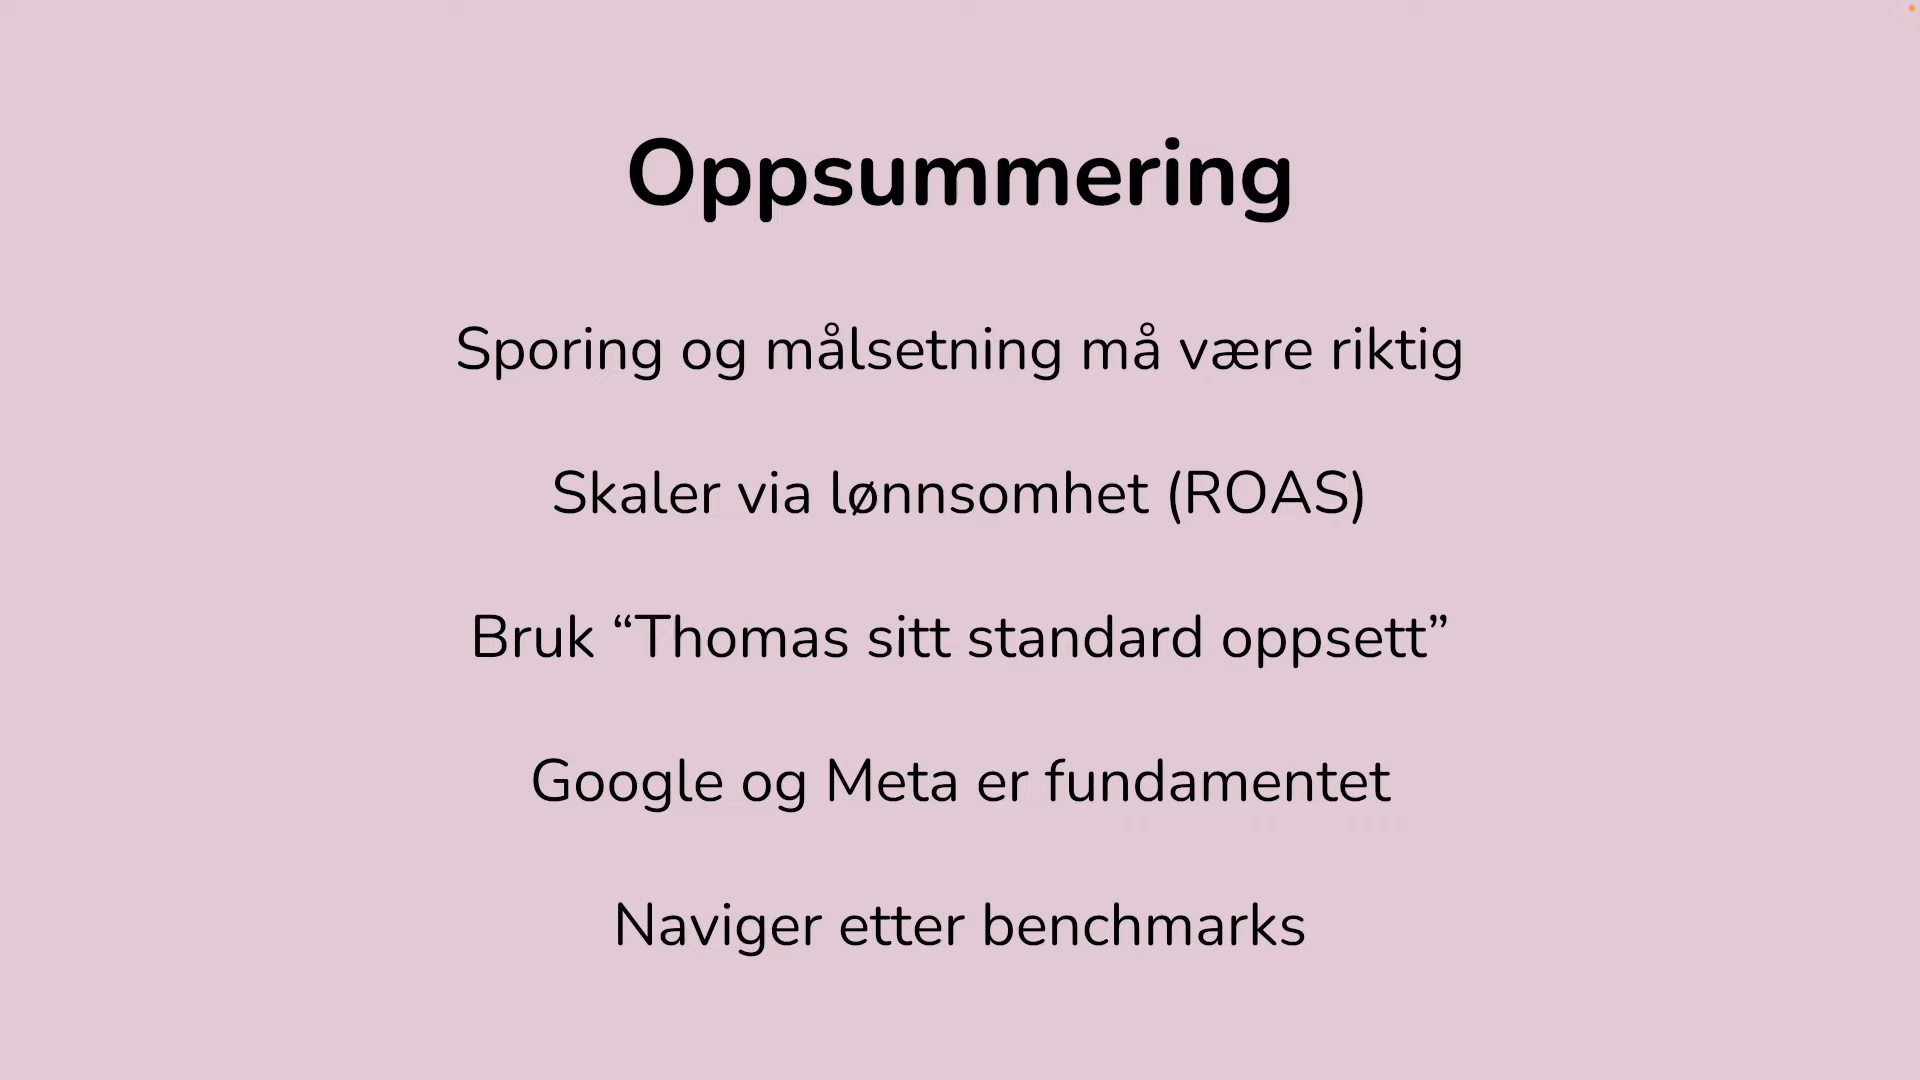 Oppsummering
Sporing og målsetning må være riktig
Skaler via lønnsomhet (ROAS)
Bruk “Thomas sitt standard oppsett”
Google og Meta er fundamentet
Naviger etter benchmarks